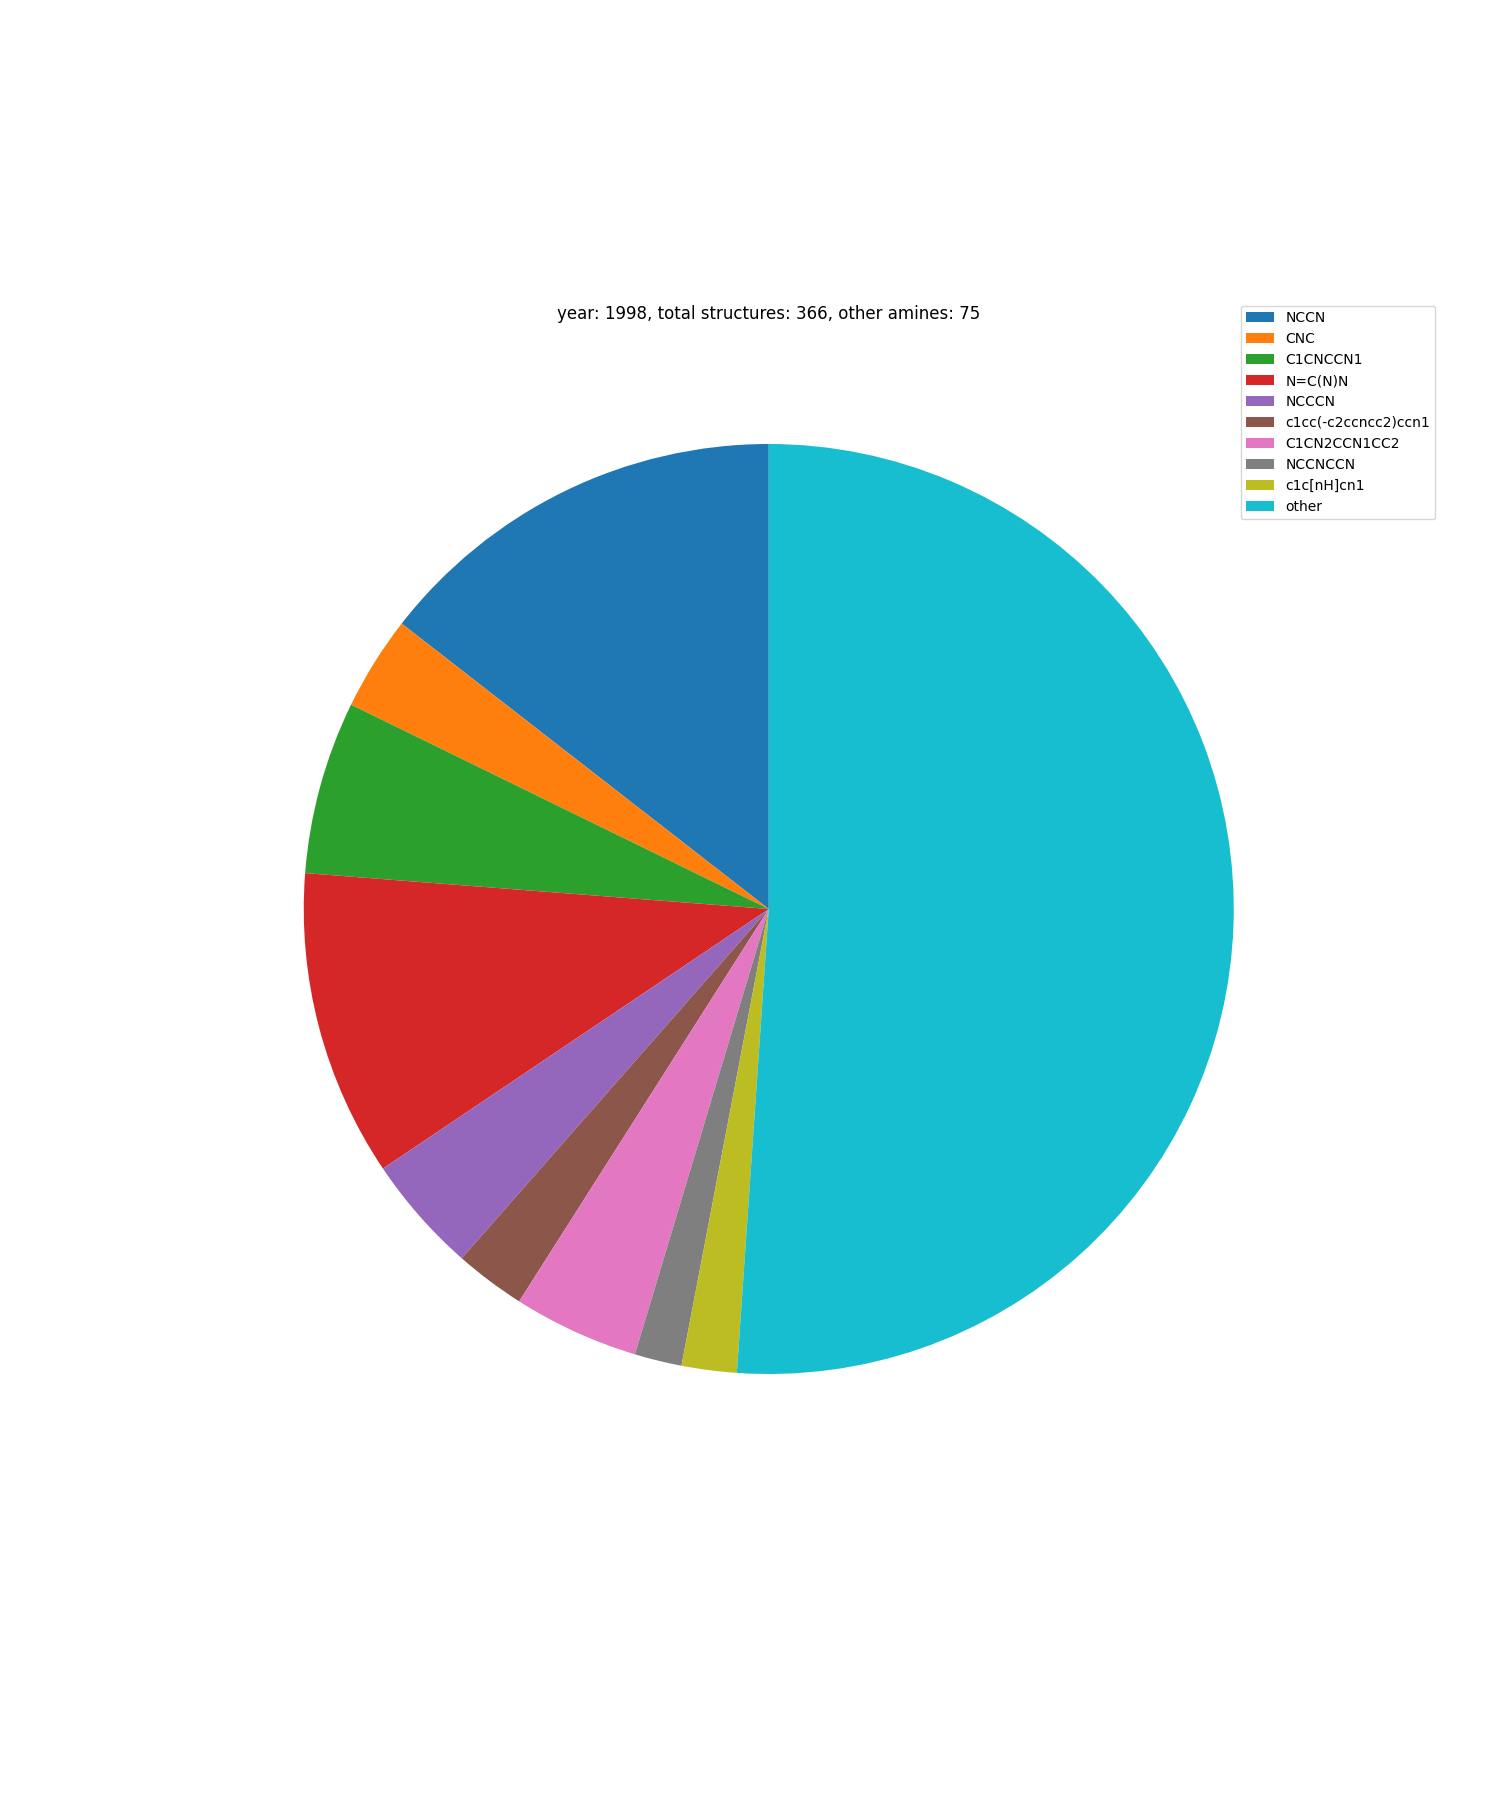 year: 1998, total structures: 366, other amines: 75
NCCN
CNC
C1CNCCN1
N=C(N)N
NCCCN
c1cc(-c2ccncc2)ccn1
C1CN2CCN1CC2
NCCNCCN
c1c[nH]cn1
other